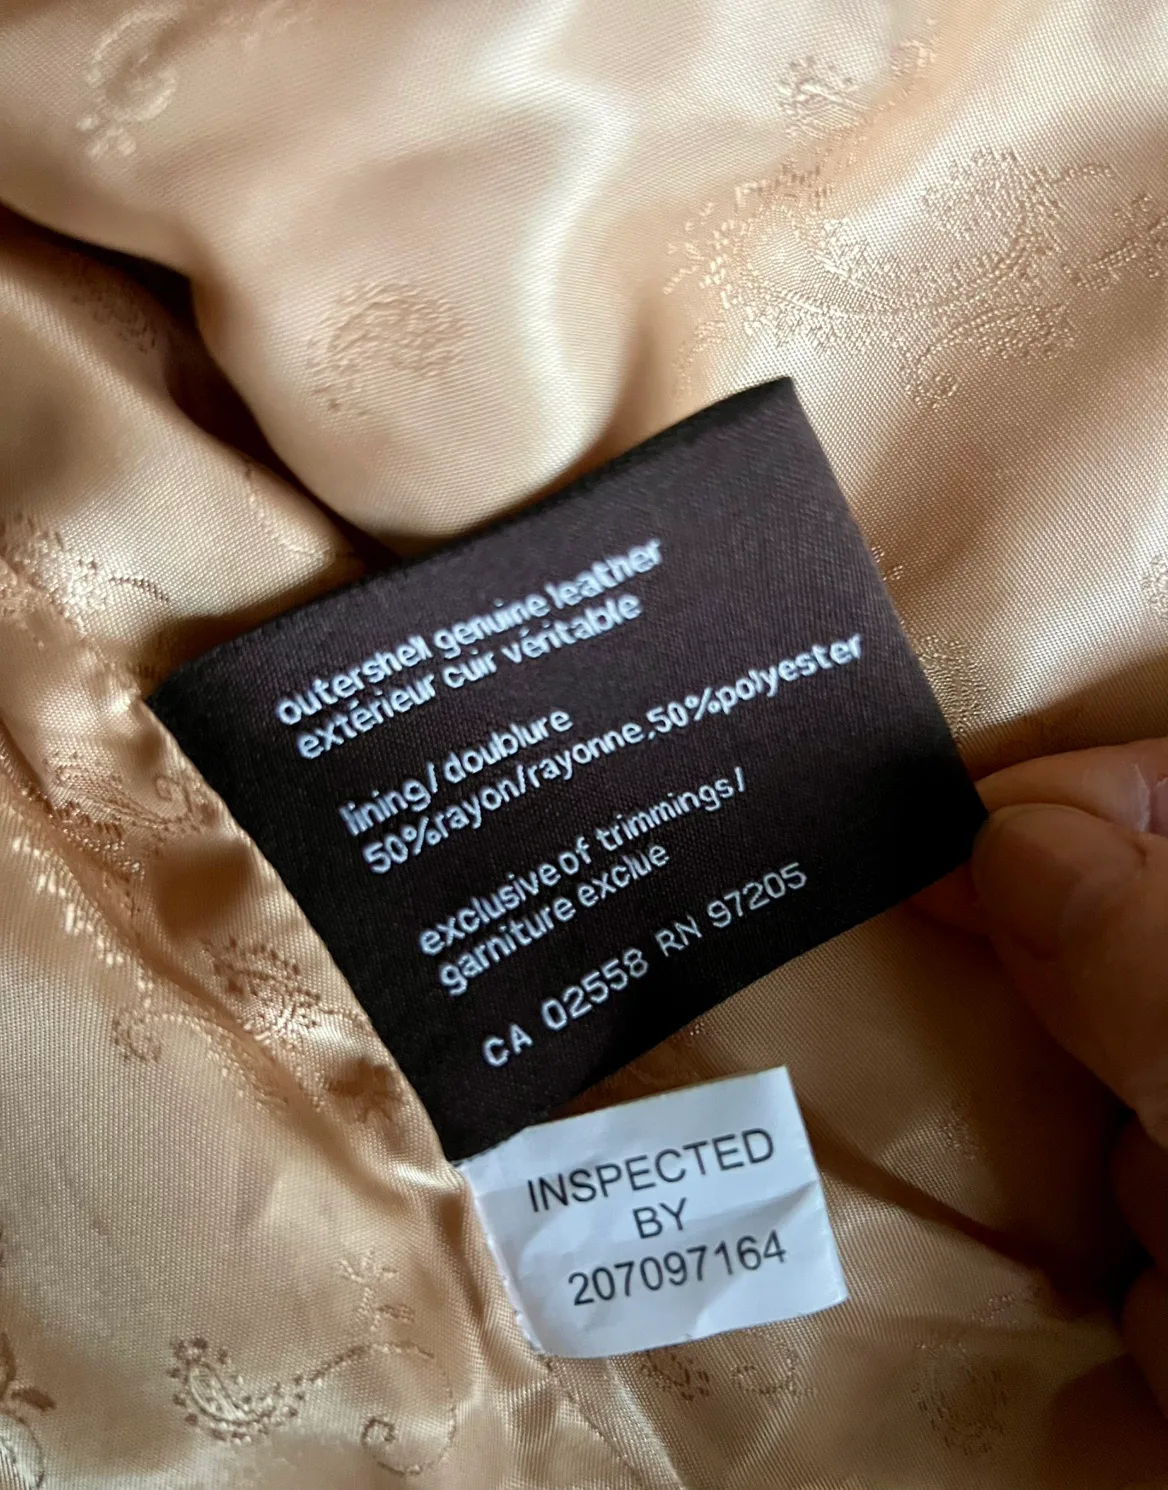 outershell genuine leather
extérieur cuir véritable
lining/doublure
50%rayon/rayonne,50%polyester
exclusive of trimmings/
garniture exclue
CA 02558 RN 97205
INSPECTED
BY
207097164